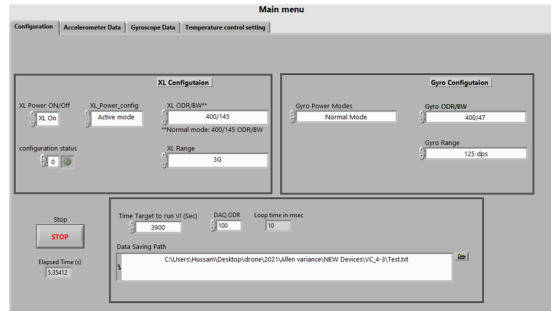 Main menu
Configuration Accelerometer Data Gyroscope Data Temperature control setting
XL Configutaion
XL Power ON/Off XL_Power_config XL ODR/BW**
XL On Active mode 400/145
**Normal mode: 400/145 ODR/BW
configuration status XL Range
0 3G
Gyro Configutaion
Gyro Power Modes Gyro ODR/BW
Normal Mode 400/47
Gyro Range
125 dps
Stop
STOP
Elapsed Time (s)
5.35412
Time Target to run VI (Sec) DAQ ODR Loop time in msec
3900 100 10
Data Saving Path
C:\Users\Hussam\Desktop\drone\2021\Allen variance\NEW Devices\VC_4-3\Test.txt